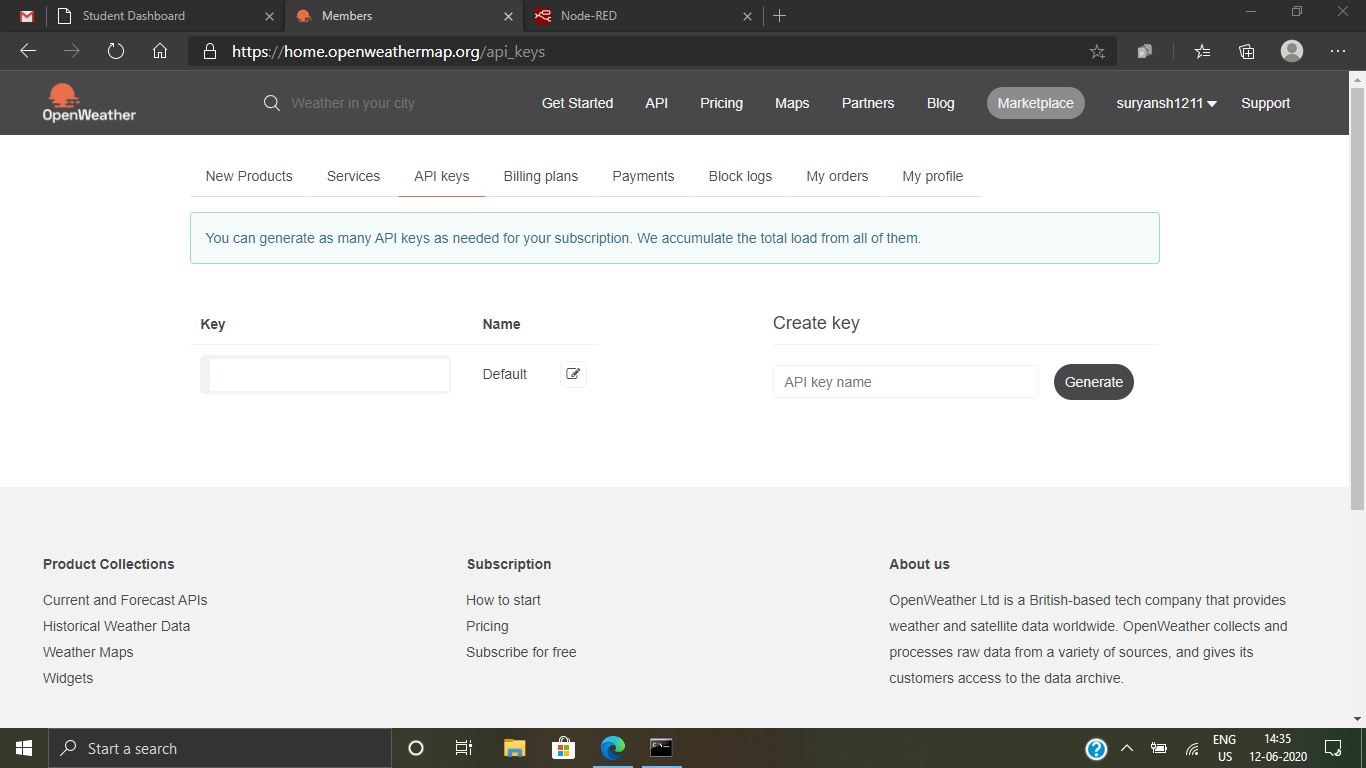 Student Dashboard
Members
Node-RED
https://home.openweathermap.org/api_keys
OpenWeather
Weather in your city
Get Started
API
Pricing
Maps
Partners
Blog
Marketplace
suryansh1211
Support
New Products
Services
API keys
Billing plans
Payments
Block logs
My orders
My profile
You can generate as many API keys as needed for your subscription. We accumulate the total load from all of them.
Key
Name
Create key
Default
API key name
Generate
Product Collections
Current and Forecast APIs
Historical Weather Data
Weather Maps
Widgets
Subscription
How to start
Pricing
Subscribe for free
About us
OpenWeather Ltd is a British-based tech company that provides
weather and satellite data worldwide. OpenWeather collects and
processes raw data from a variety of sources, and gives its
customers access to the data archive.
Start a search
ENG
US
14:35
12-06-2020